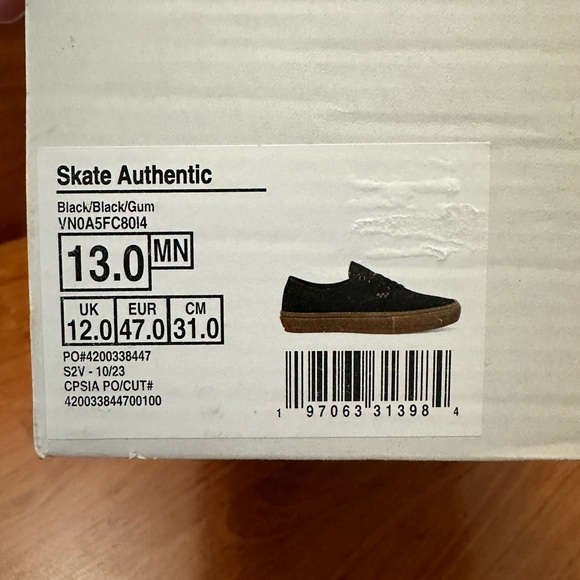 Skate Authentic
Black/Black/Gum
VN0A5FC80I4
13.0 MN
UK EUR CM
12.0 47.0 31.0
PO#4200338447
S2V - 10/23
CPSIA PO/CUT#
420033844700100
1 97063 31398 4